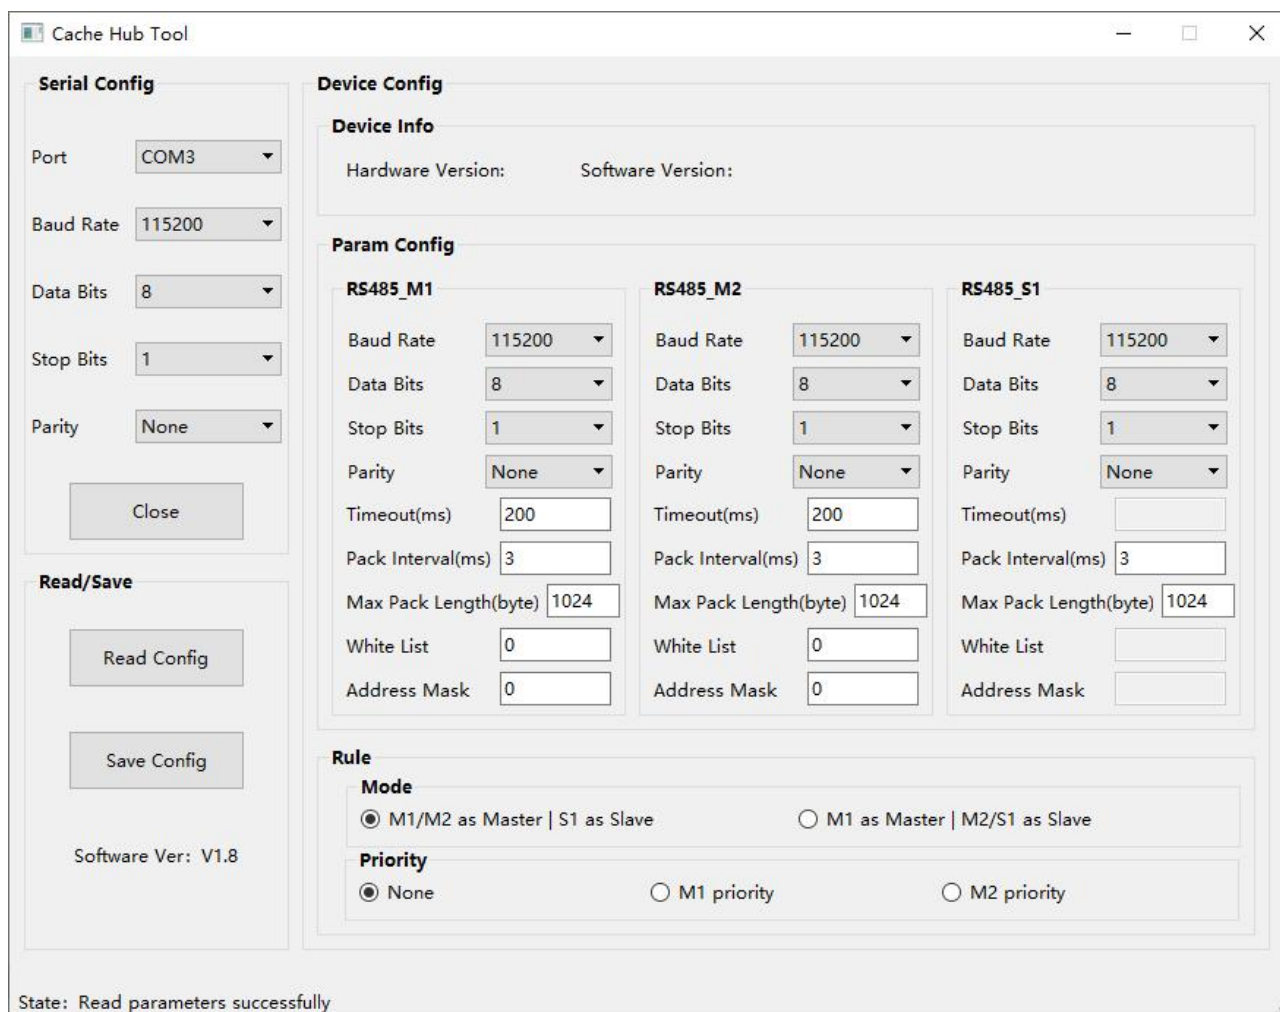 Cache Hub Tool
Serial Config
Port COM3
Baud Rate 115200
Data Bits 8
Stop Bits 1
Parity None
Close
Read/Save
Read Config
Save Config
Software Ver: V1.8
Device Config
Device Info
Hardware Version: Software Version:
Param Config
RS485_M1
Baud Rate 115200
Data Bits 8
Stop Bits 1
Parity None
Timeout(ms) 200
Pack Interval(ms) 3
Max Pack Length(byte) 1024
White List 0
Address Mask 0
RS485_M2
Baud Rate 115200
Data Bits 8
Stop Bits 1
Parity None
Timeout(ms) 200
Pack Interval(ms) 3
Max Pack Length(byte) 1024
White List 0
Address Mask 0
RS485_S1
Baud Rate 115200
Data Bits 8
Stop Bits 1
Parity None
Timeout(ms)
Pack Interval(ms) 3
Max Pack Length(byte) 1024
White List
Address Mask
Rule
Mode
M1/M2 as Master | S1 as Slave M1 as Master | M2/S1 as Slave
Priority
None M1 priority M2 priority
State: Read parameters successfully